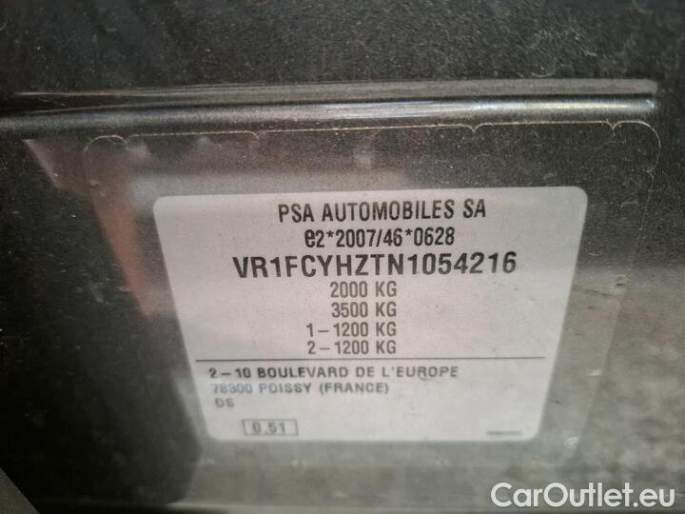 PSA AUTOMOBILES SA
e2*2007/46*0628
VR1FCYHZTN1054216
2000 KG
3500 KG
1-1200 KG
2-1200 KG
2-10 BOULEVARD DE L'EUROPE
78300 POISSY (FRANCE)
DS
0.51
CarOutlet.eu